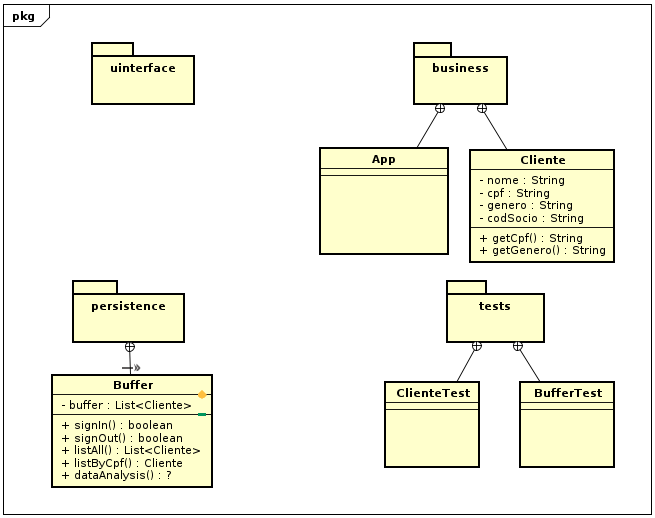 pkg
uinterface
business
App
Cliente
- nome : String
- cpf : String
- genero : String
- codSocio : String
+ getCpf() : String
+ getGenero() : String
persistence
Buffer
- buffer : List<Cliente>
+ signIn() : boolean
+ signOut() : boolean
+ listAll() : List<Cliente>
+ listByCpf() : Cliente
+ dataAnalysis() : ?
tests
ClienteTest
BufferTest